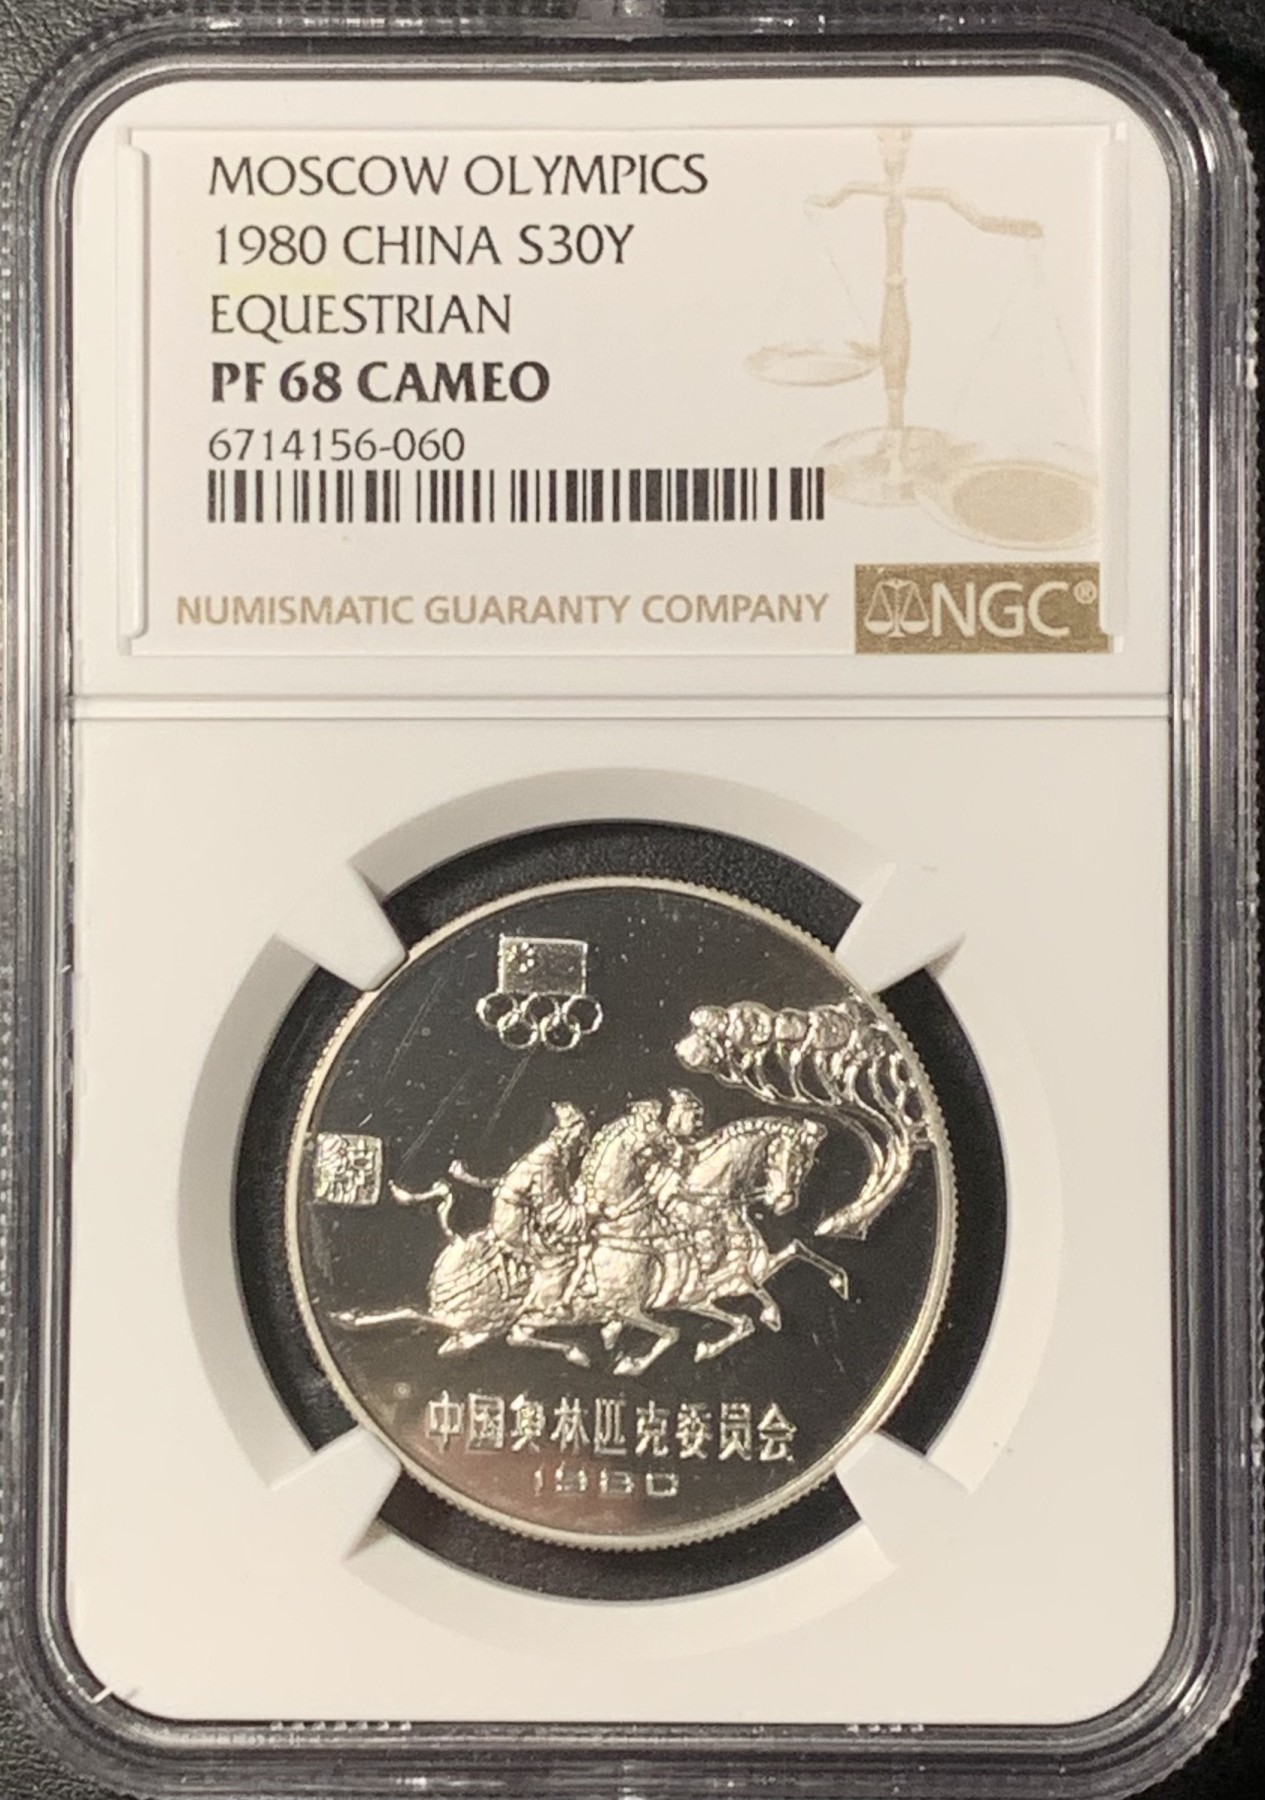 MOSCOW OLYMPICS
1980 CHINA S30Y
EQUESTRIAN
PF 68 CAMEO
6714156-060
NUMISMATIC GUARANTY COMPANY
NGC®
中国奥林匹克委员会
1980